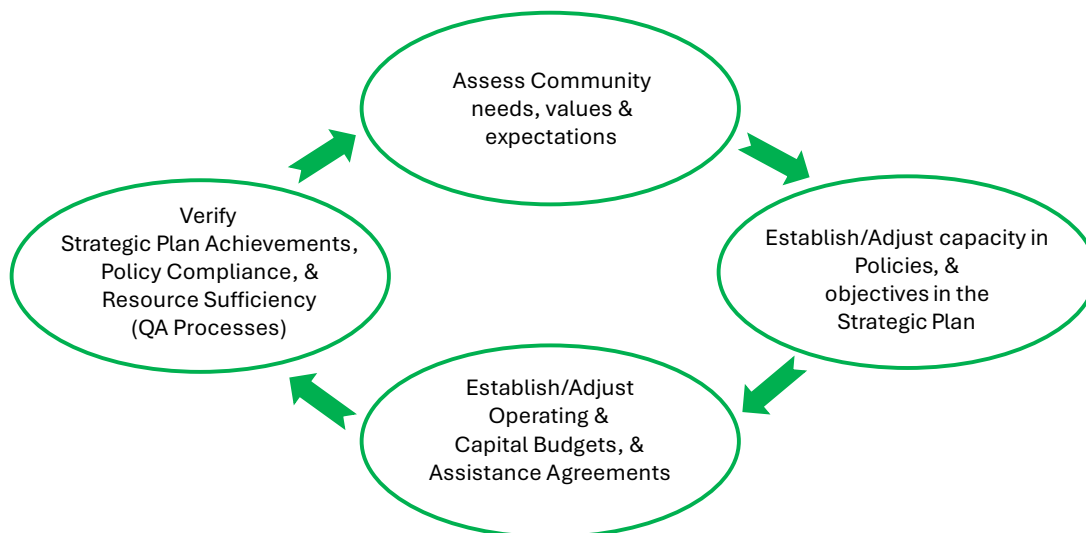 Assess Community
needs, values &
expectations
Establish/Adjust capacity in
Policies, &
objectives in the
Strategic Plan
Establish/Adjust
Operating &
Capital Budgets, &
Assistance Agreements
Verify
Strategic Plan Achievements,
Policy Compliance, &
Resource Sufficiency
(QA Processes)